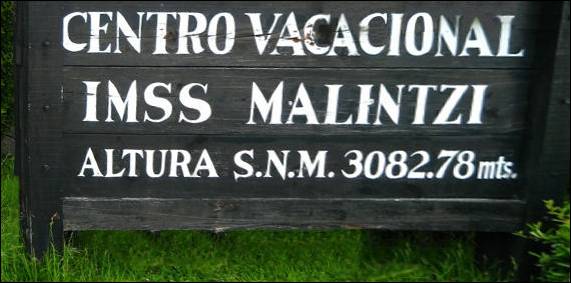 CENTRO VACACIONAL
IMSS MALINTZI
ALTURA S.N.M. 3082.78 mts.